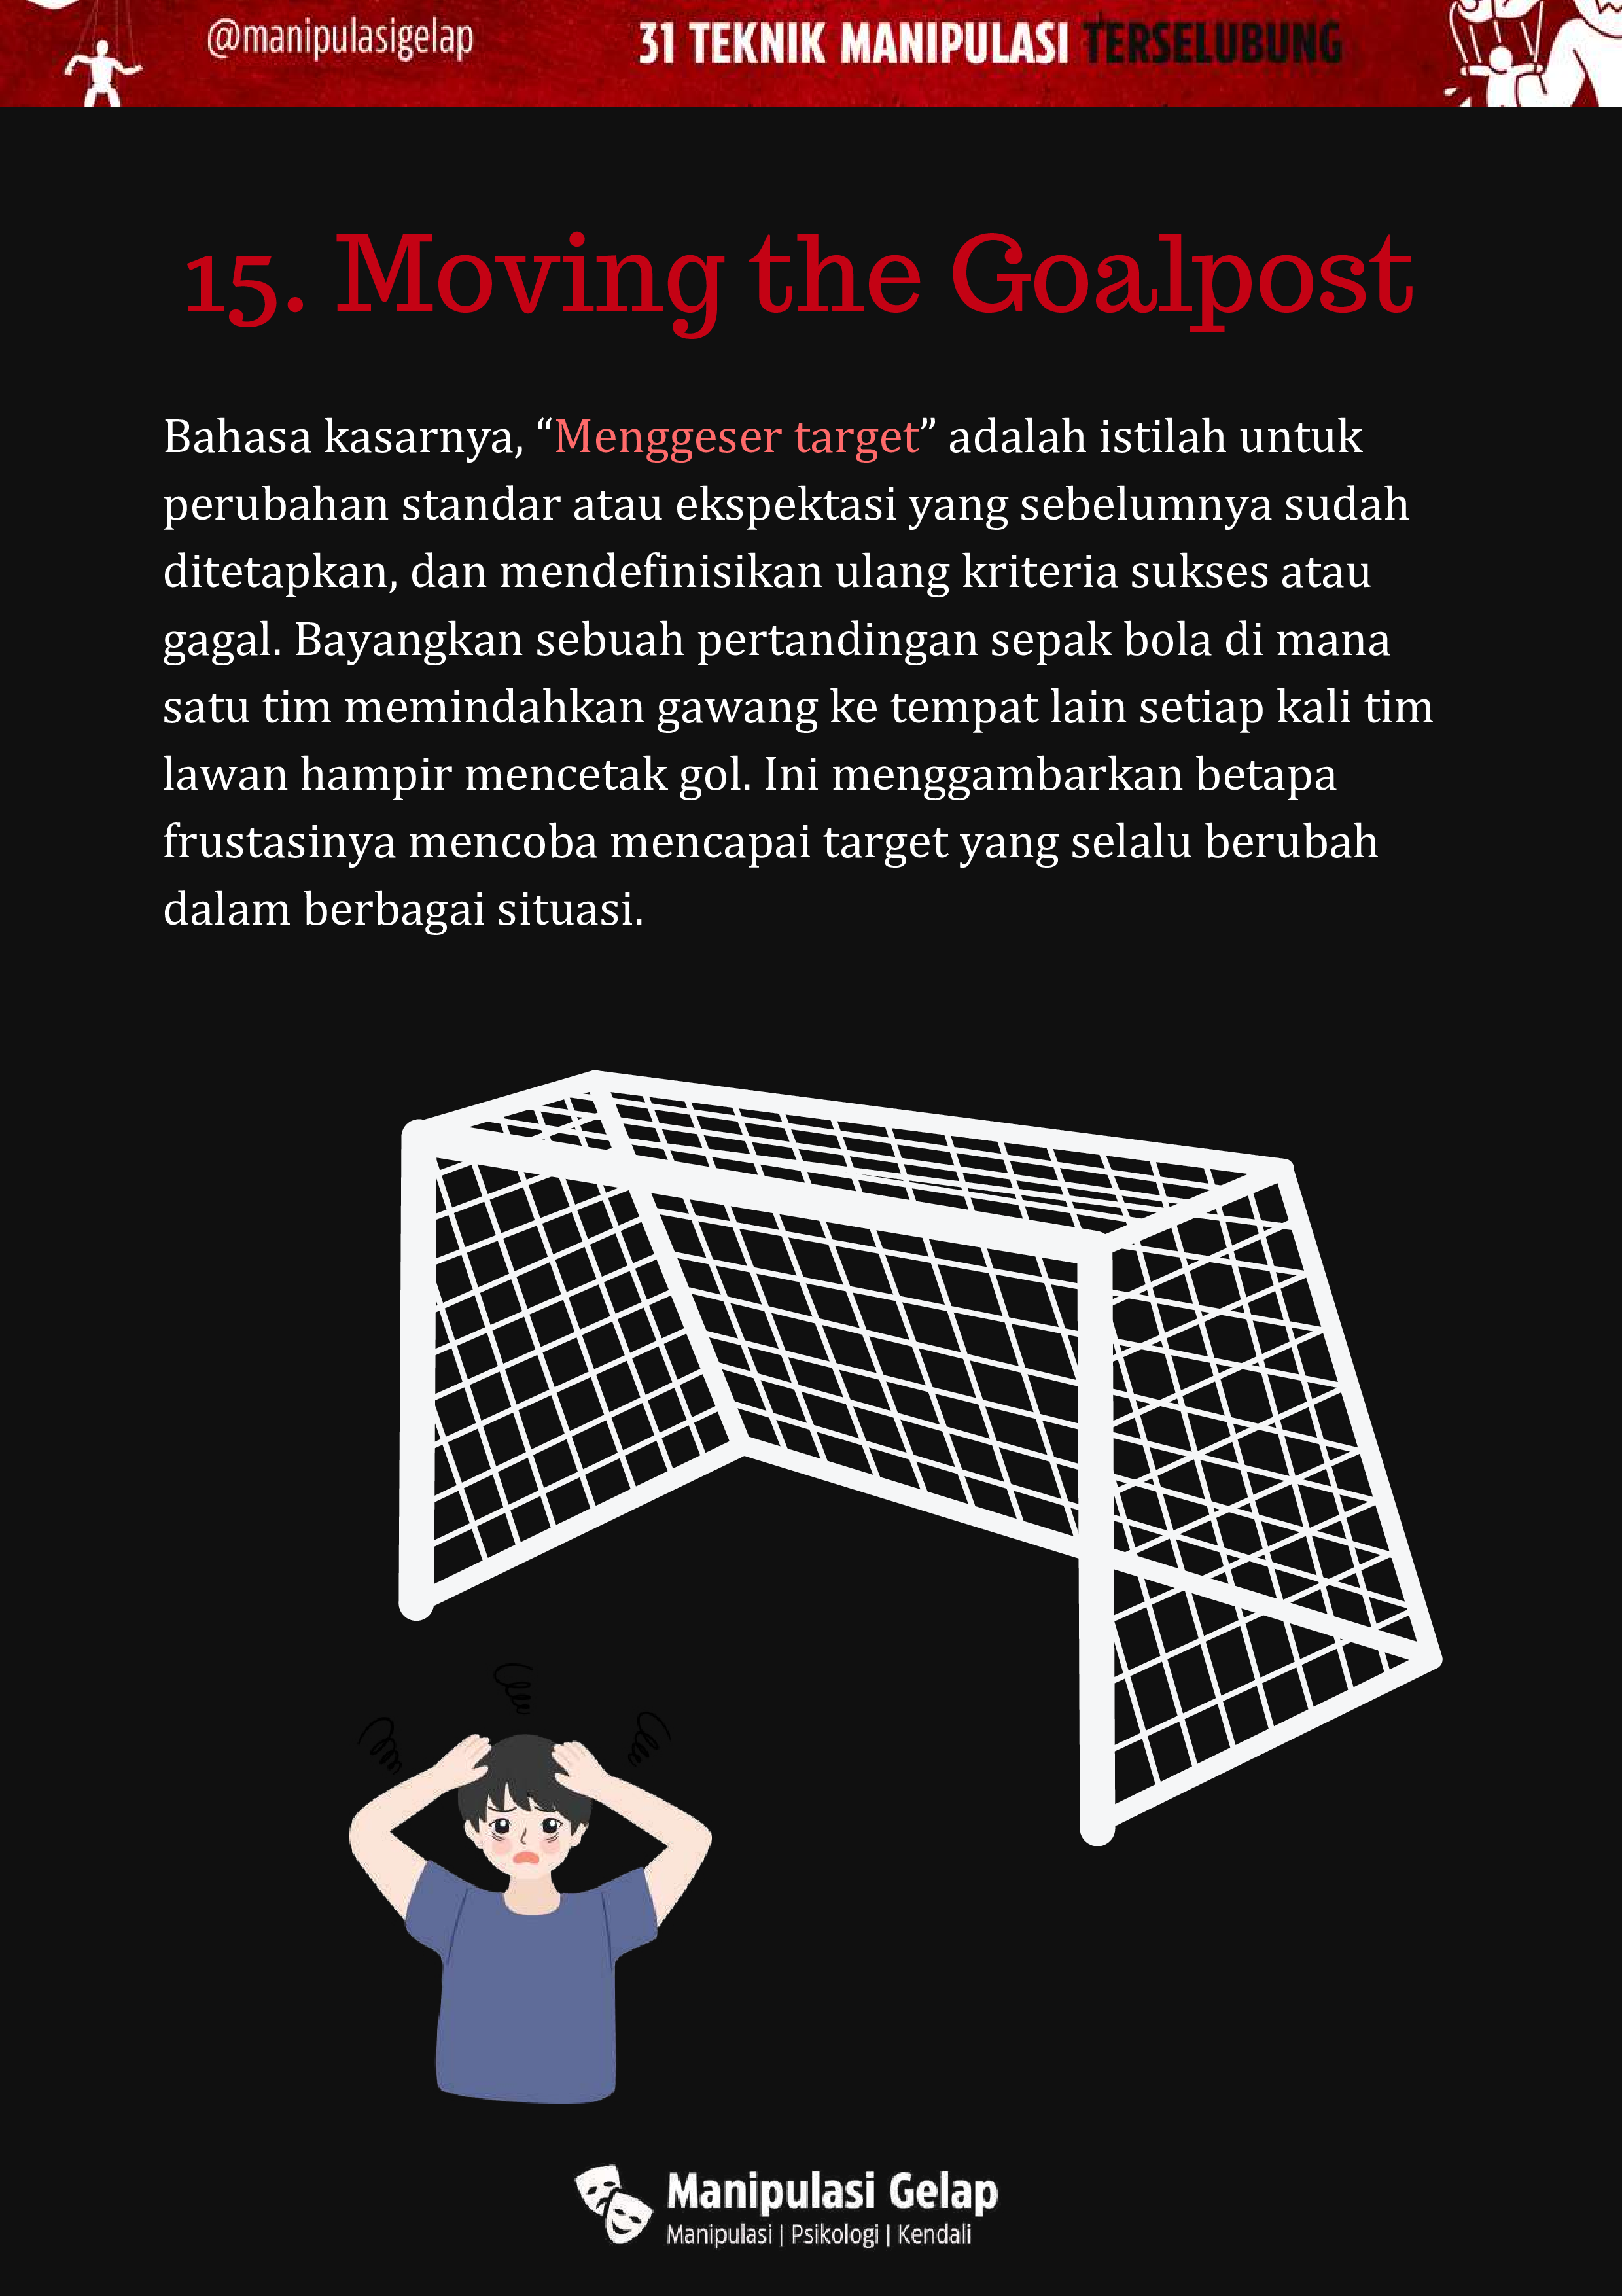 @manipulasigelap
31 TEKNIK MANIPULASI TERSELUBUNG
15. Moving the Goalpost
Bahasa kasarnya, “Menggeser target” adalah istilah untuk
perubahan standar atau ekspektasi yang sebelumnya sudah
ditetapkan, dan mendefinisikan ulang kriteria sukses atau
gagal. Bayangkan sebuah pertandingan sepak bola di mana
satu tim memindahkan gawang ke tempat lain setiap kali tim
lawan hampir mencetak gol. Ini menggambarkan betapa
frustasinya mencoba mencapai target yang selalu berubah
dalam berbagai situasi.
Manipulasi Gelap
Manipulasi | Psikologi | Kendali